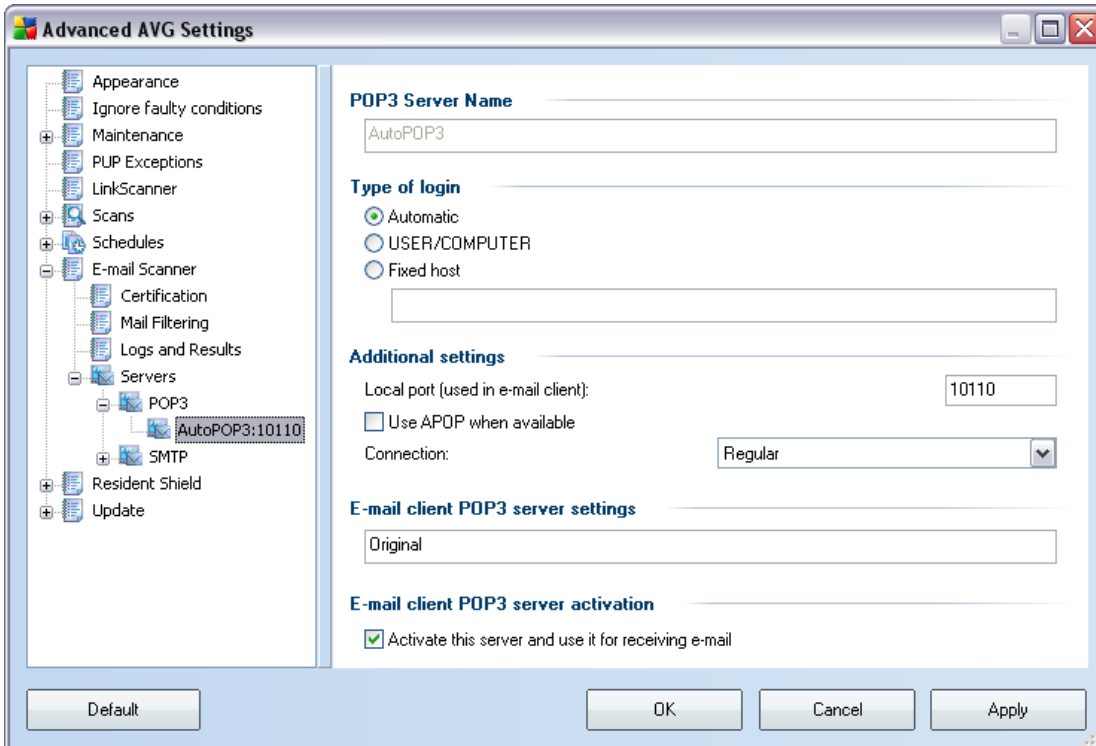 Advanced AVG Settings
Appearance
Ignore faulty conditions
Maintenance
PUP Exceptions
LinkScanner
Scans
Schedules
E-mail Scanner
Certification
Mail Filtering
Logs and Results
Servers
POP3
AutoPOP3:10110
SMTP
Resident Shield
Update
POP3 Server Name
AutoPOP3
Type of login
Automatic
USER/COMPUTER
Fixed host
Additional settings
Local port (used in e-mail client): 10110
Use APOP when available
Connection: Regular
E-mail client POP3 server settings
Original
E-mail client POP3 server activation
Activate this server and use it for receiving e-mail
Default OK Cancel Apply